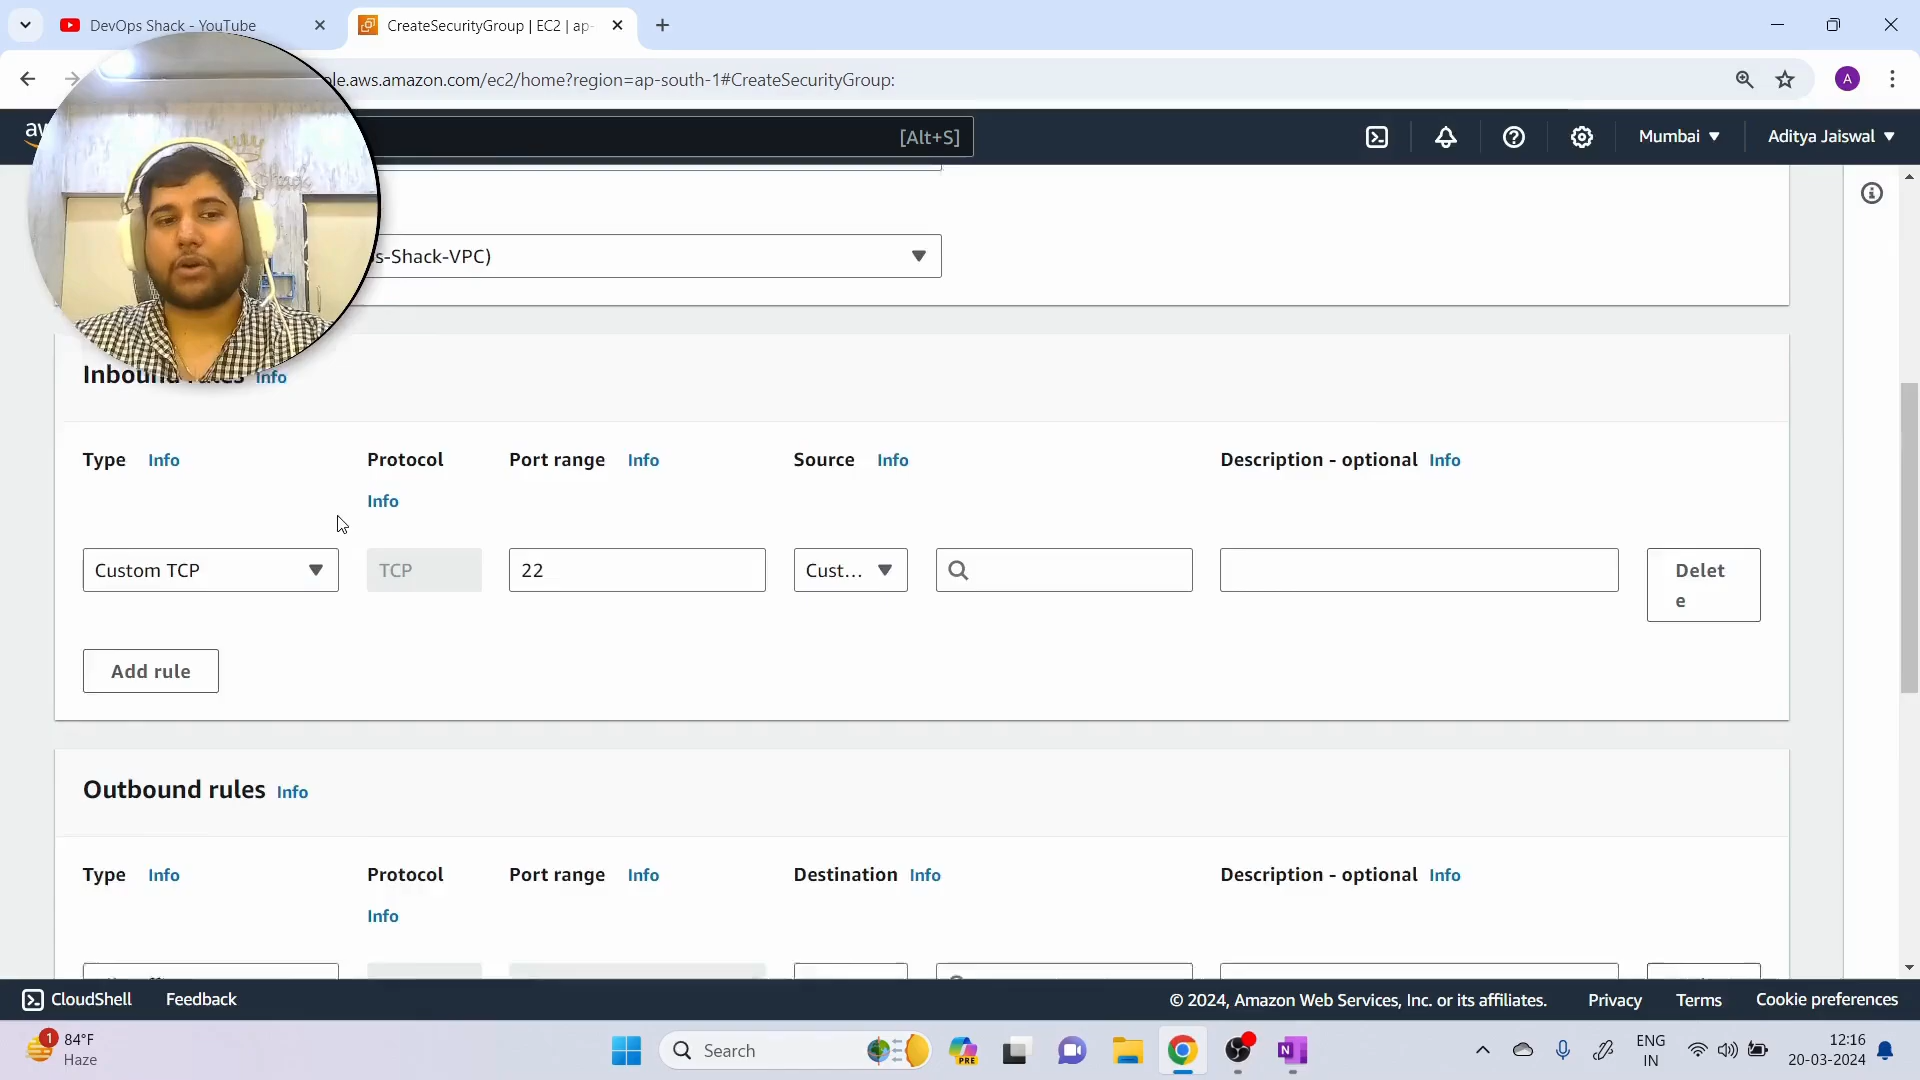 DevOps Shack - YouTube
CreateSecurityGroup | EC2 | ap-
le.aws.amazon.com/ec2/home?region=ap-south-1#CreateSecurityGroup:
A
[Alt+S]
Mumbai
Aditya Jaiswal
s-Shack-VPC)
Info
Type Info
Protocol
Info
Port range Info
Source Info
Description - optional Info
Custom TCP
TCP
22
Cust...
Delet
e
Add rule
Outbound rules Info
Type Info
Protocol
Info
Port range Info
Destination Info
Description - optional Info
CloudShell
Feedback
© 2024, Amazon Web Services, Inc. or its affiliates.
Privacy
Terms
Cookie preferences
1
84°F
Haze
Search
PRE
ENG
IN
12:16
20-03-2024